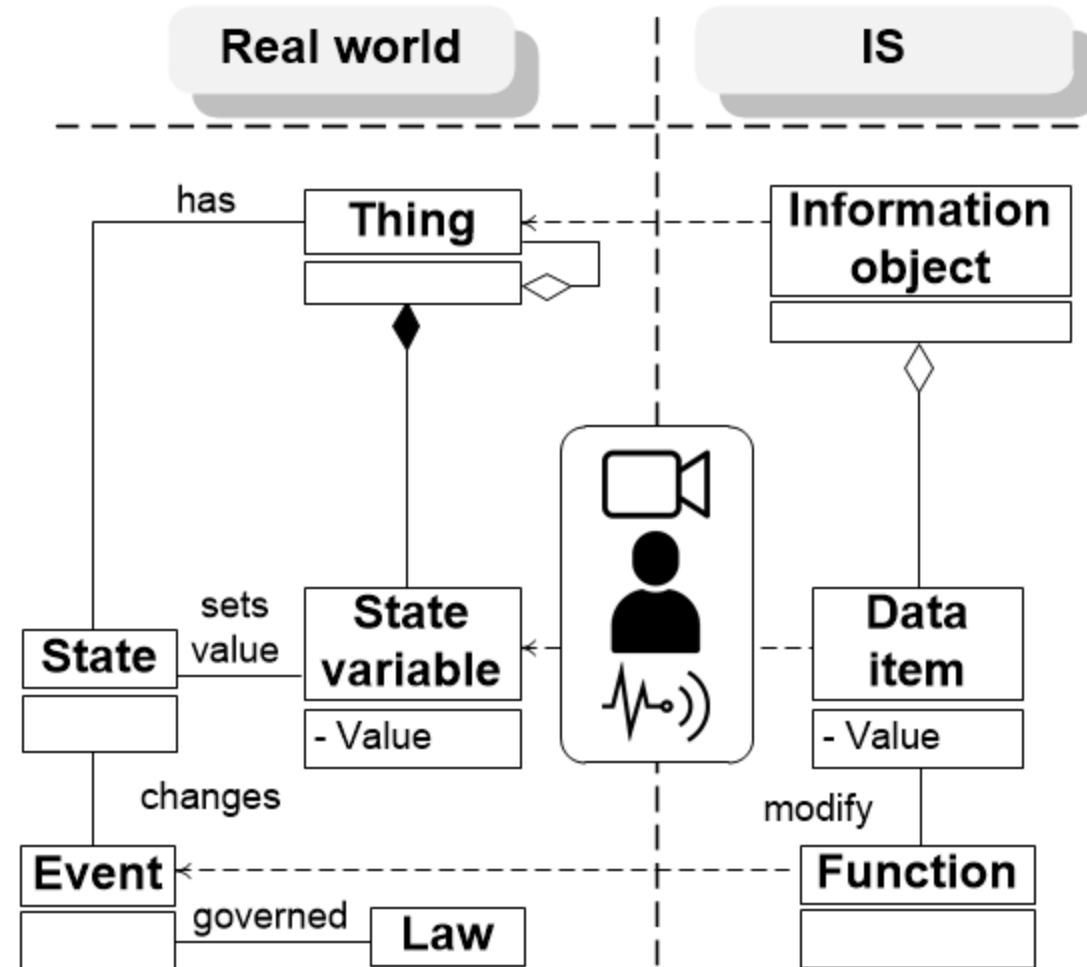 Real world
IS
has
Thing
Information
object
sets
value
State
State
variable
- Value
Data
item
- Value
changes
modify
Event
Function
governed
Law